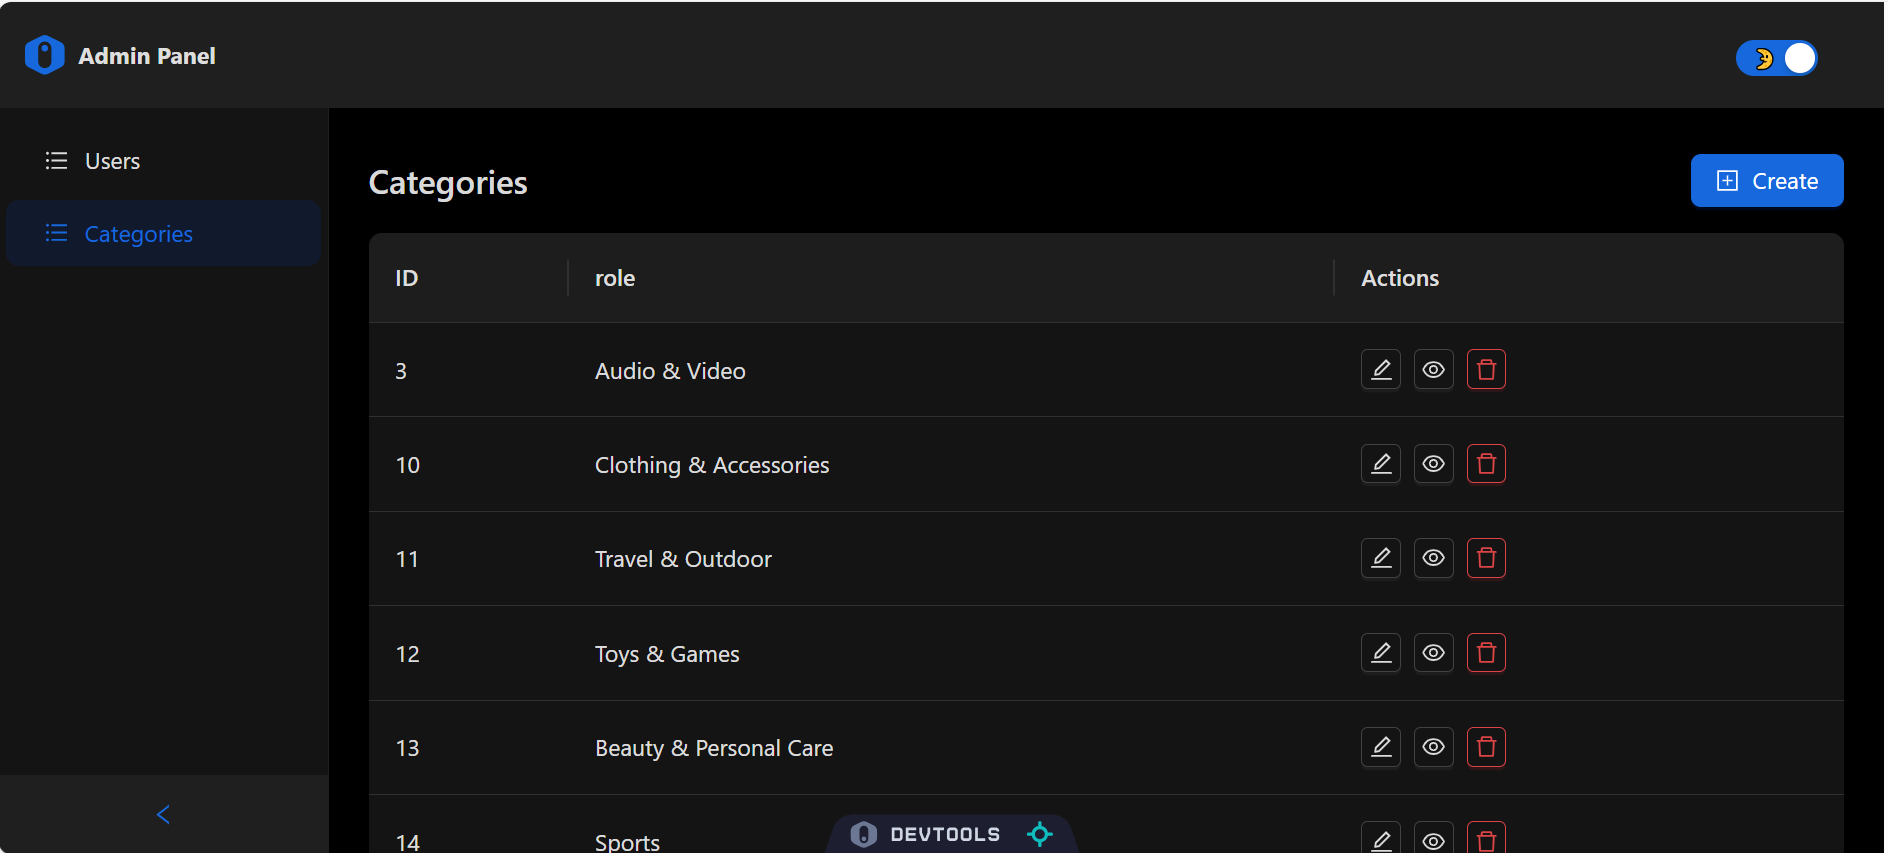 Admin Panel
Users
Categories
Categories
Create
ID role Actions
3 Audio & Video
10 Clothing & Accessories
11 Travel & Outdoor
12 Toys & Games
13 Beauty & Personal Care
14 Sports
DEVTOOLS